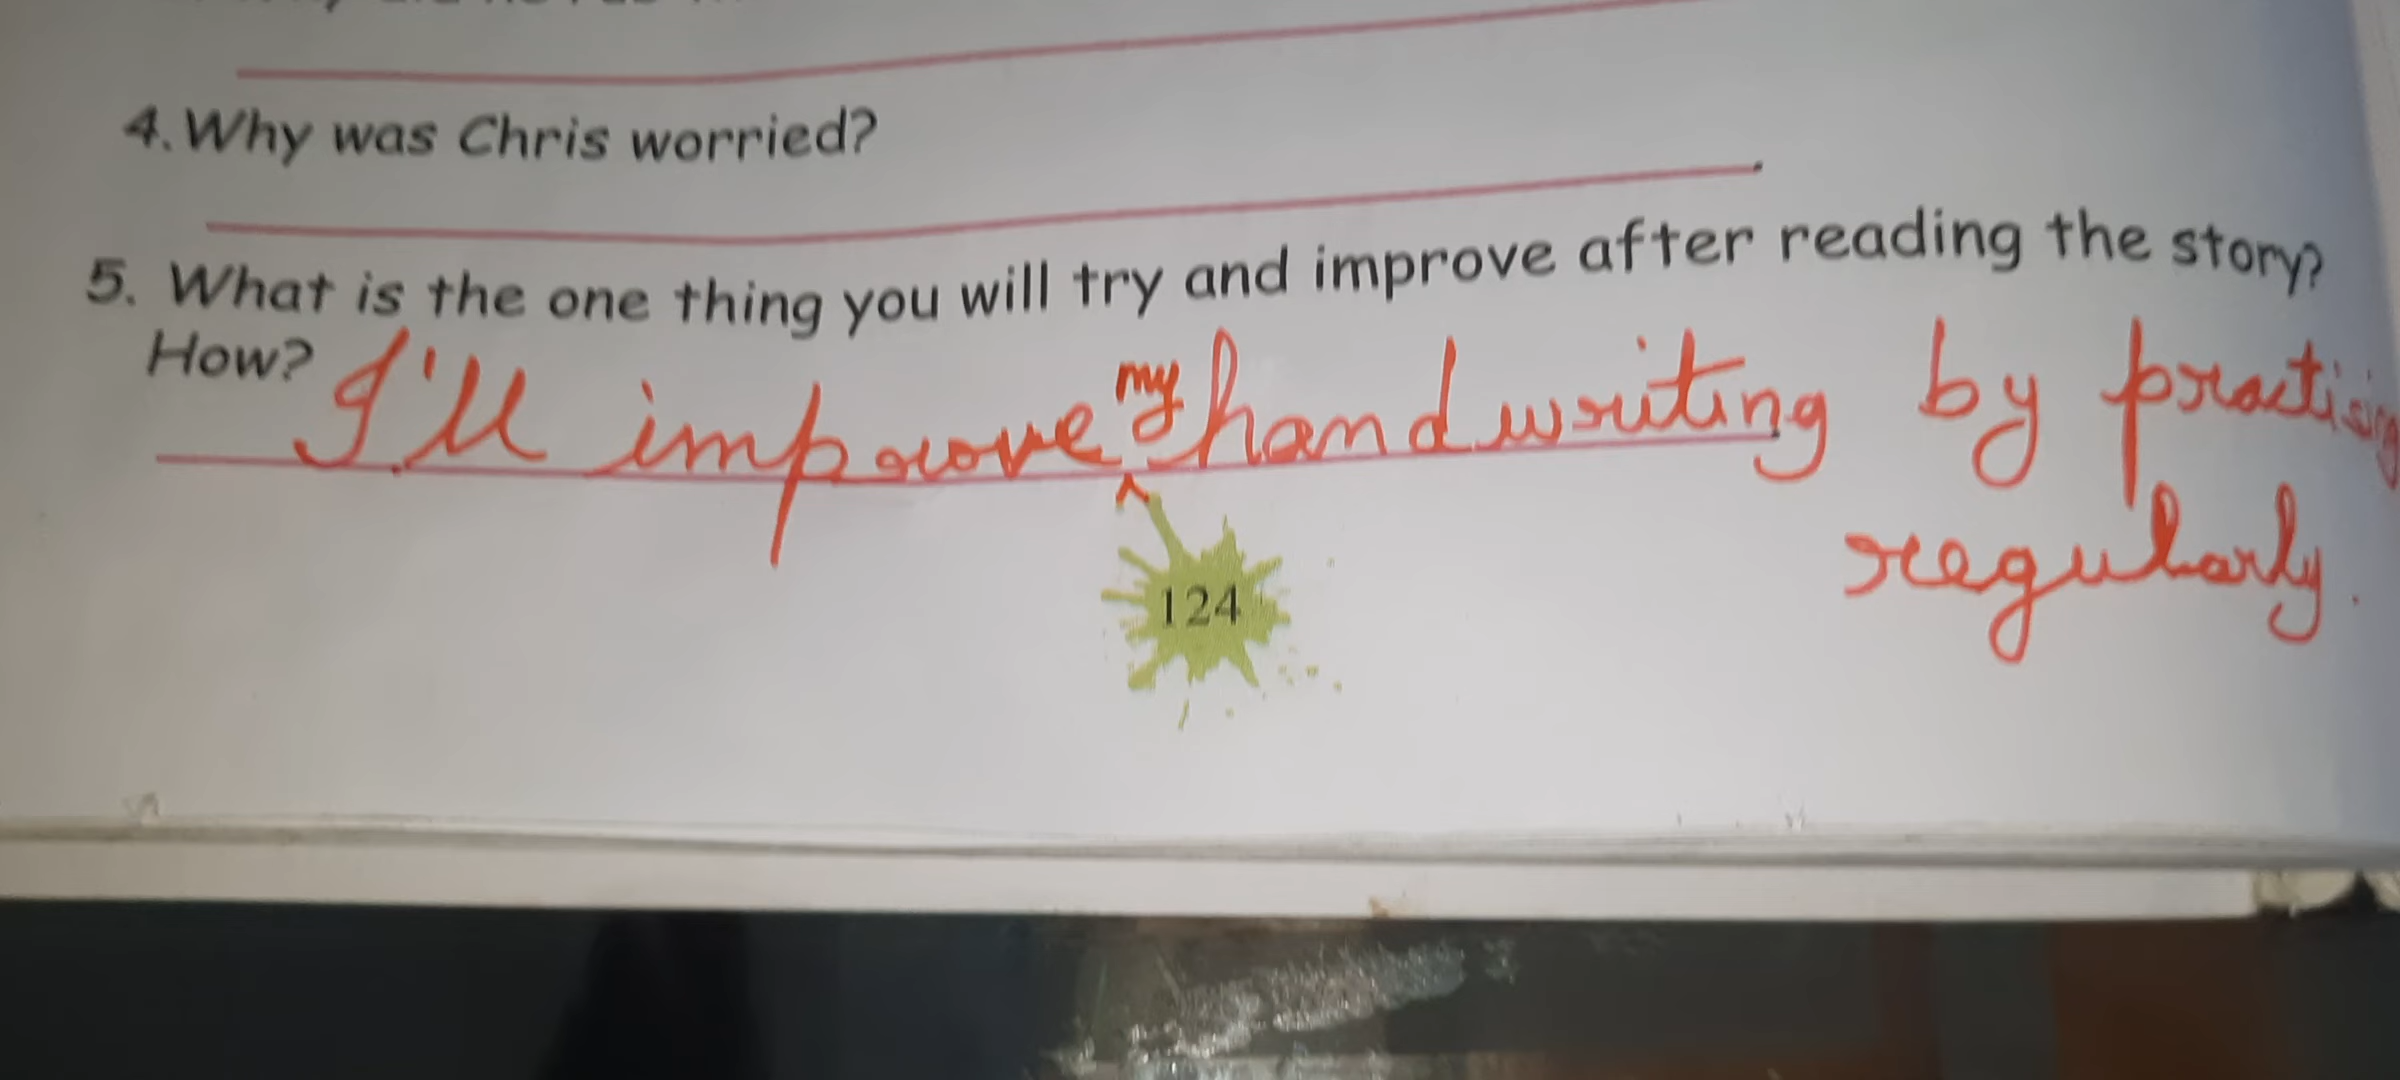 4. Why was Chris worried?
5. What is the one thing you will try and improve after reading the story?
How? I'll improve my handwriting by practising
regularly.
124